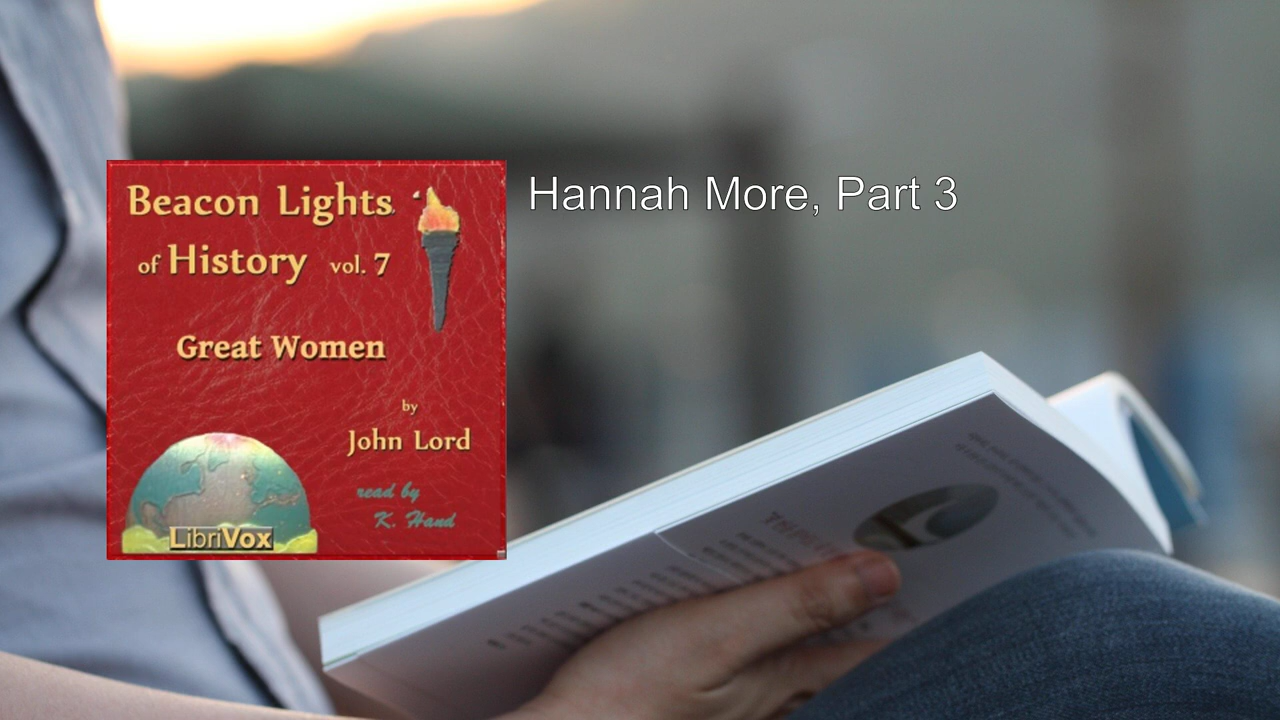 Beacon Lights
of History vol. 7
Great Women
by
John Lord
read by
K. Hand
LibriVox
Hannah More, Part 3